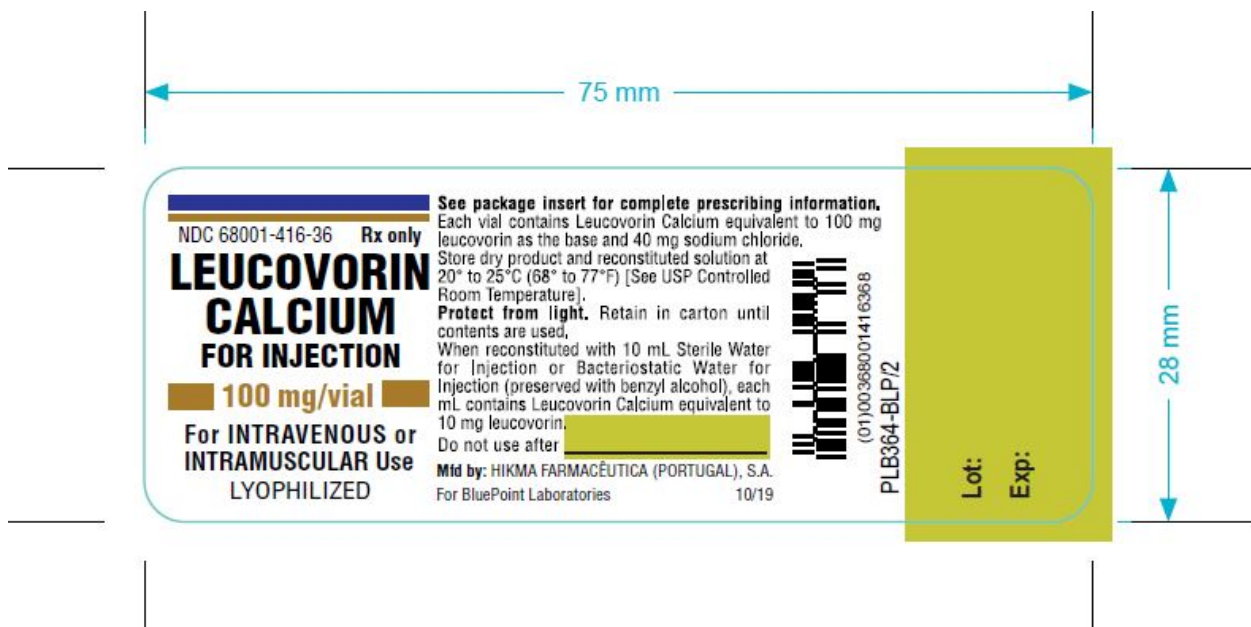 75 mm
NDC 68001-416-36 Rx only
LEUCOVORIN
CALCIUM
FOR INJECTION
100 mg/vial
For INTRAVENOUS or
INTRAMUSCULAR Use
LYOPHILIZED
See package insert for complete prescribing information.
Each vial contains Leucovorin Calcium equivalent to 100 mg
leucovorin as the base and 40 mg sodium chloride.
Store dry product and reconstituted solution at
20° to 25°C (68° to 77°F) [See USP Controlled
Room Temperature].
Protect from light. Retain in carton until
contents are used.
When reconstituted with 10 mL Sterile Water
for Injection or Bacteriostatic Water for
Injection (preserved with benzyl alcohol), each
mL contains Leucovorin Calcium equivalent to
10 mg leucovorin.
Do not use after
Mfd by: HIKMA FARMACÊUTICA (PORTUGAL), S.A.
For BluePoint Laboratories 10/19
(01)00368001416368
PLB364-BLP/2
Lot:
Exp:
28 mm